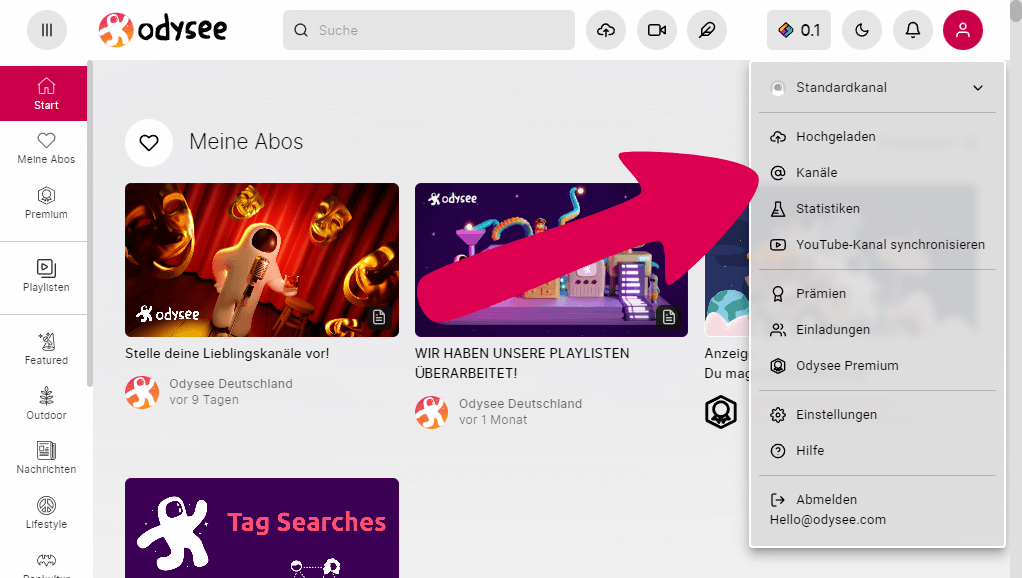 odysee
Suche
0.1
Start
Meine Abos
Premium
Playlisten
Featured
Outdoor
Nachrichten
Lifestyle
Meine Abos
odysee
odysee
Stelle deine Lieblingskanäle vor!
Odysee Deutschland
vor 9 Tagen
WIR HABEN UNSERE PLAYLISTEN
ÜBERARBEITET!
Odysee Deutschland
vor 1 Monat
Anzeige
Du mag
Tag Searches
Standardkanal
Hochgeladen
Kanäle
Statistiken
YouTube-Kanal synchronisieren
Prämien
Einladungen
Odysee Premium
Einstellungen
Hilfe
Abmelden
Hello@odysee.com